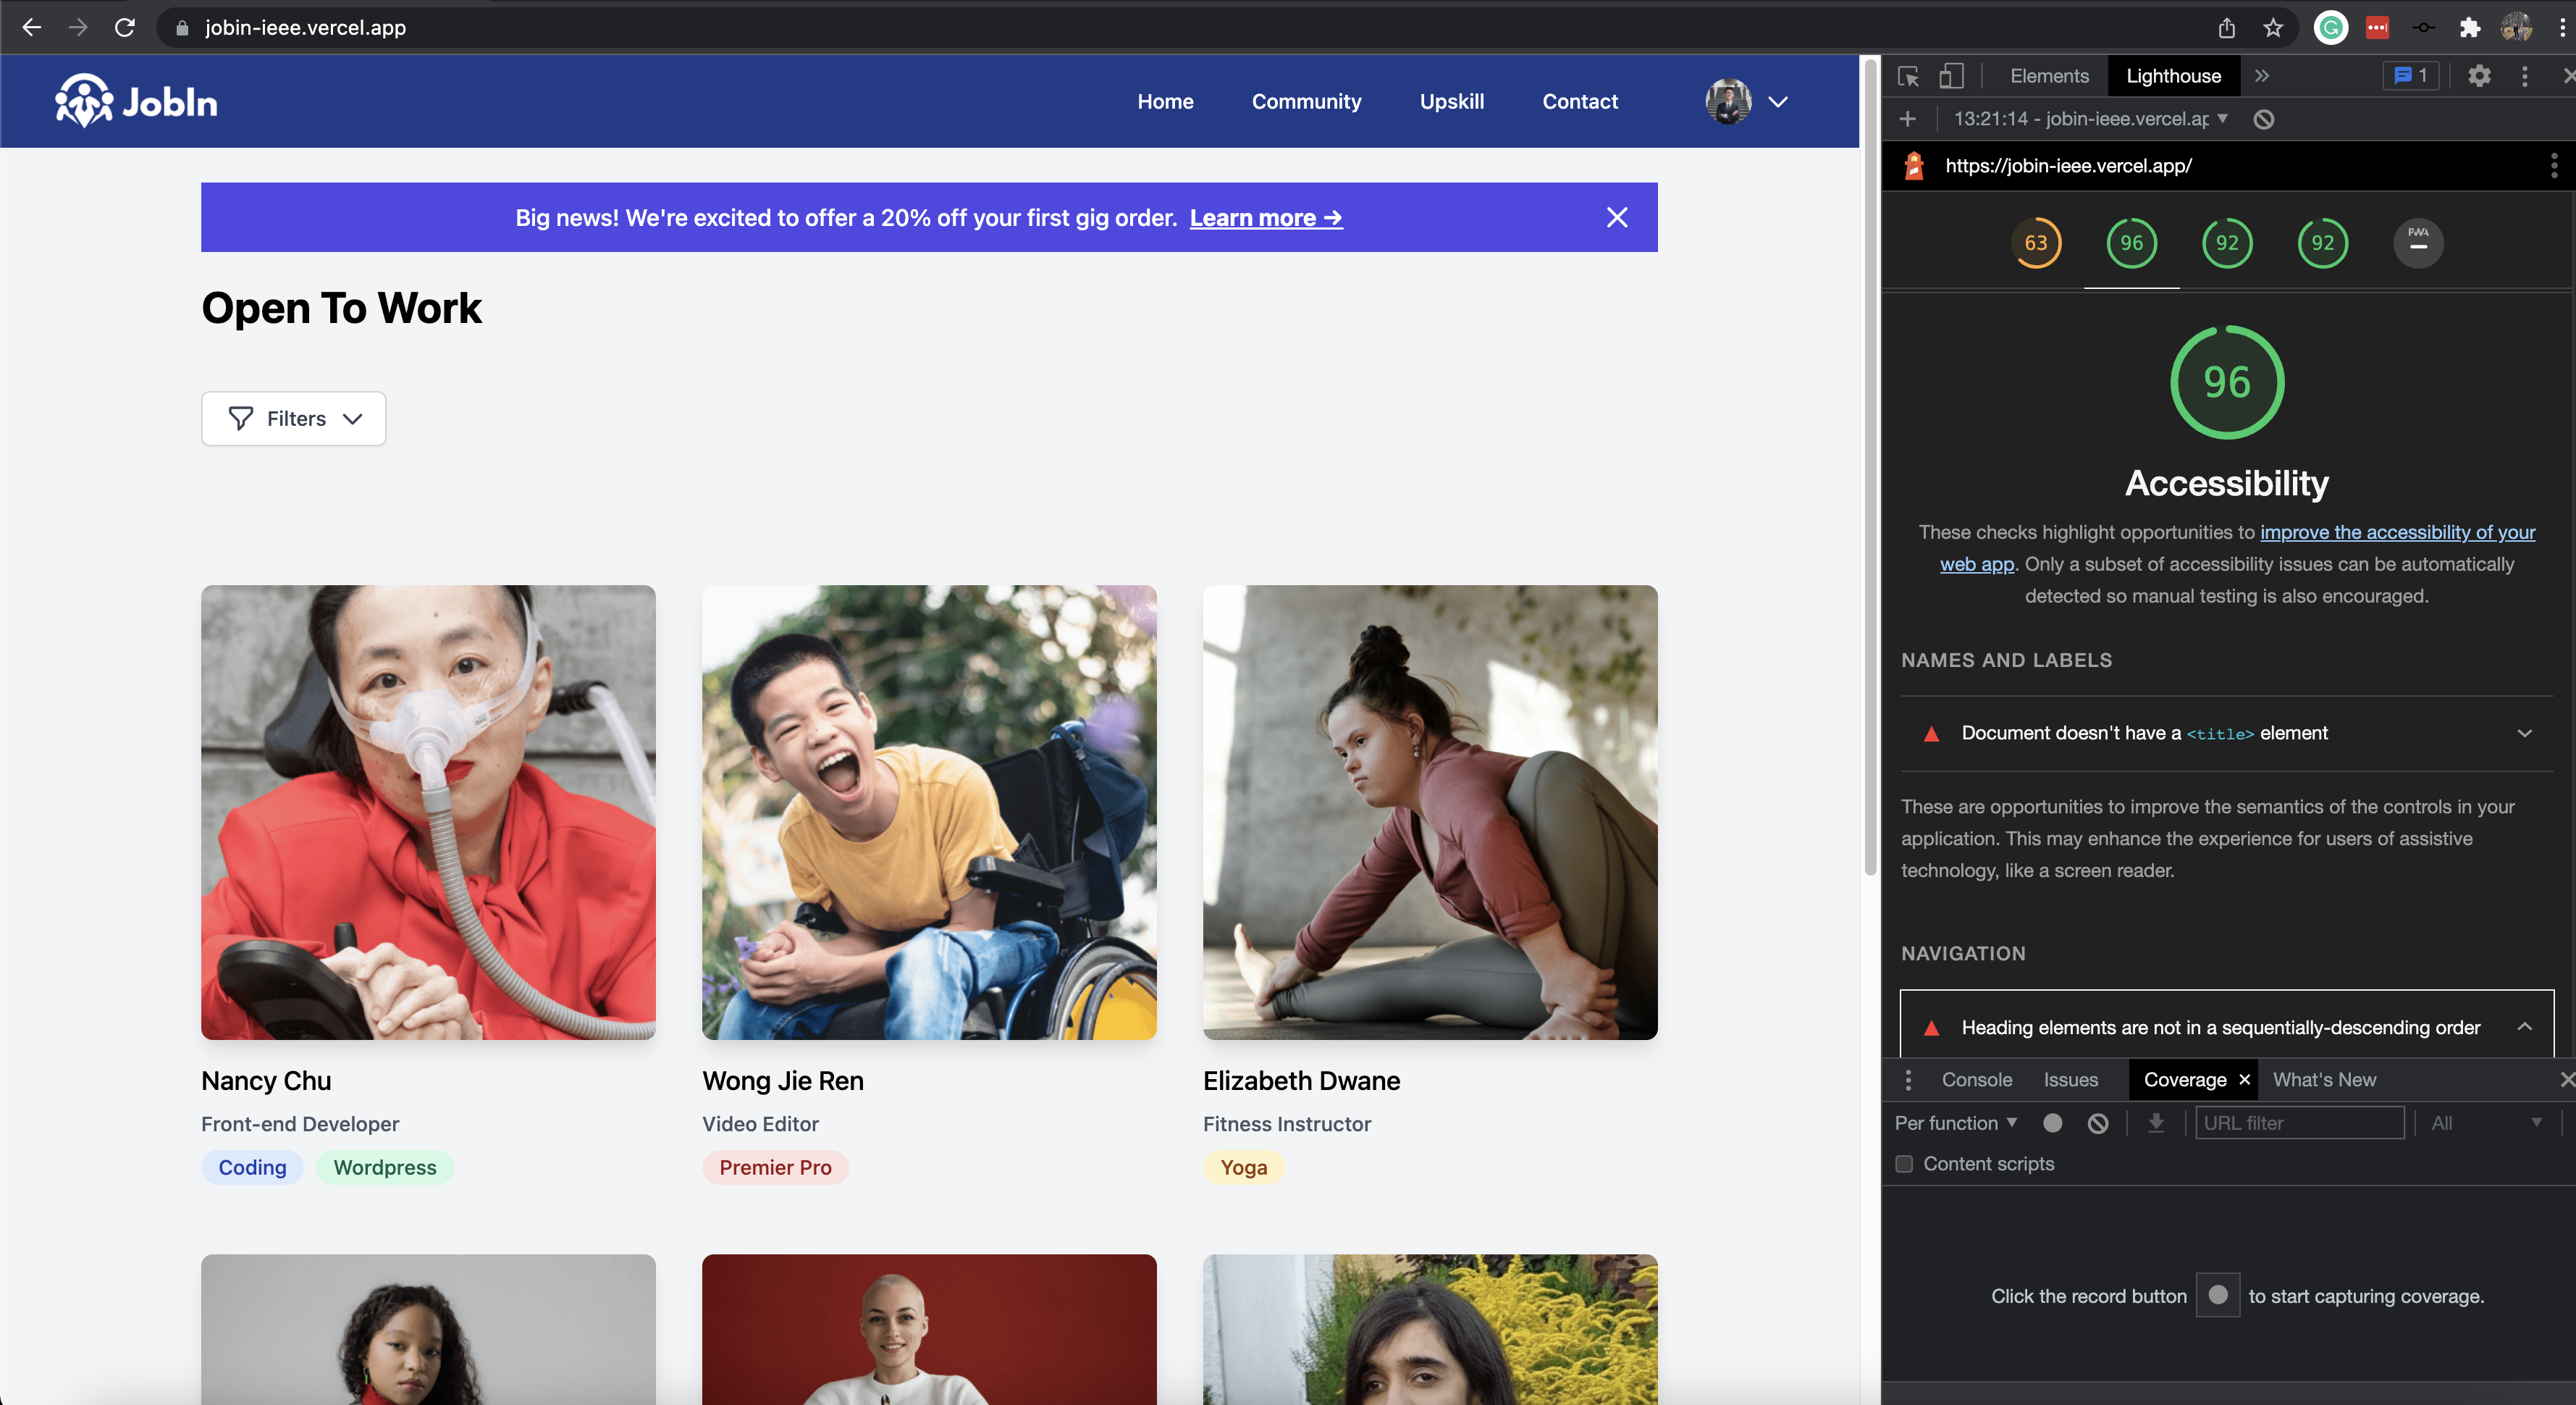 jobin-ieee.vercel.app
JobIn
Home Community Upskill Contact
Big news! We're excited to offer a 20% off your first gig order. Learn more →
Open To Work
Filters
Nancy Chu
Front-end Developer
Coding Wordpress
Wong Jie Ren
Video Editor
Premier Pro
Elizabeth Dwane
Fitness Instructor
Yoga
Elements Lighthouse » 1
13:21:14 - jobin-ieee.vercel.ap
https://jobin-ieee.vercel.app/
63 96 92 92 PWA
96
Accessibility
These checks highlight opportunities to improve the accessibility of your
web app. Only a subset of accessibility issues can be automatically
detected so manual testing is also encouraged.
NAMES AND LABELS
Document doesn't have a <title> element
These are opportunities to improve the semantics of the controls in your
application. This may enhance the experience for users of assistive
technology, like a screen reader.
NAVIGATION
Heading elements are not in a sequentially-descending order
Console Issues Coverage What's New
Per function URL filter All
Content scripts
Click the record button to start capturing coverage.